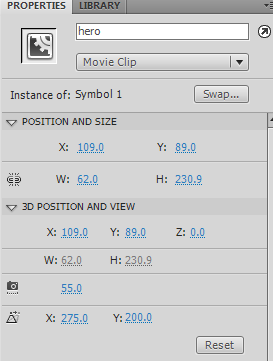 PROPERTIES LIBRARY
hero
Movie Clip
Instance of: Symbol 1 Swap...
POSITION AND SIZE
X: 109.0 Y: 89.0
W: 62.0 H: 230.9
3D POSITION AND VIEW
X: 109.0 Y: 89.0 Z: 0.0
W: 62.0 H: 230.9
55.0
X: 275.0 Y: 200.0
Reset